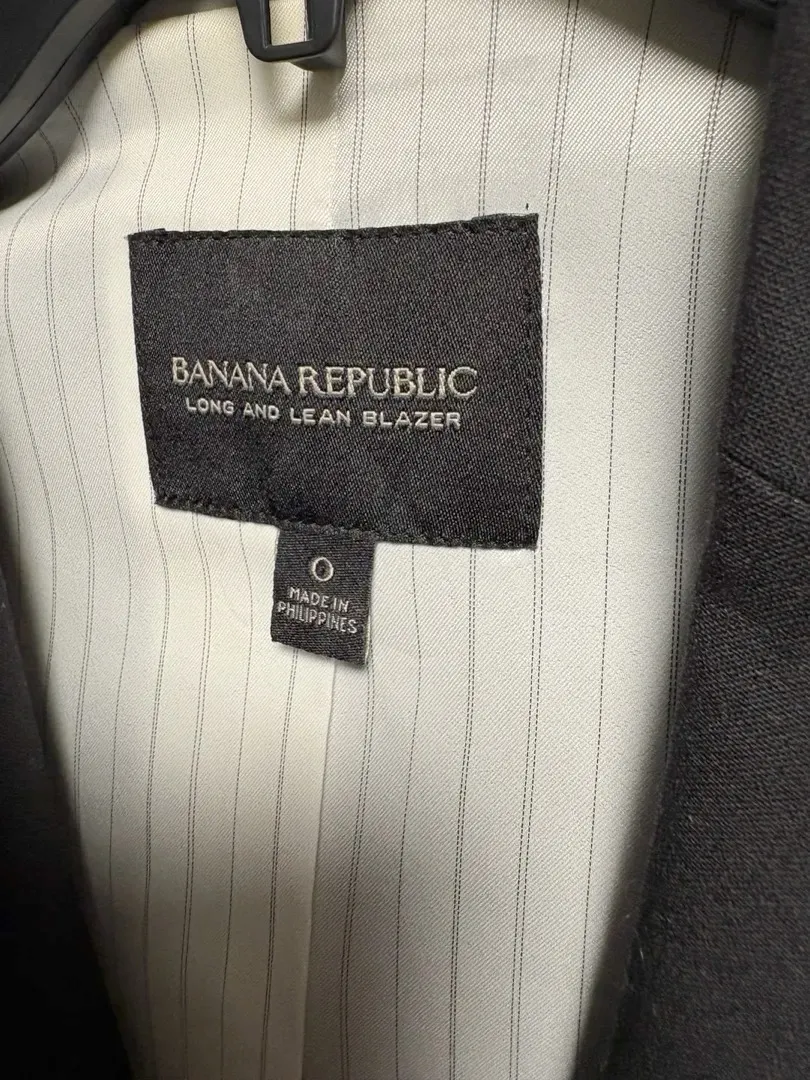 BANANA REPUBLIC
LONG AND LEAN BLAZER
0
MADE IN
PHILIPPINES